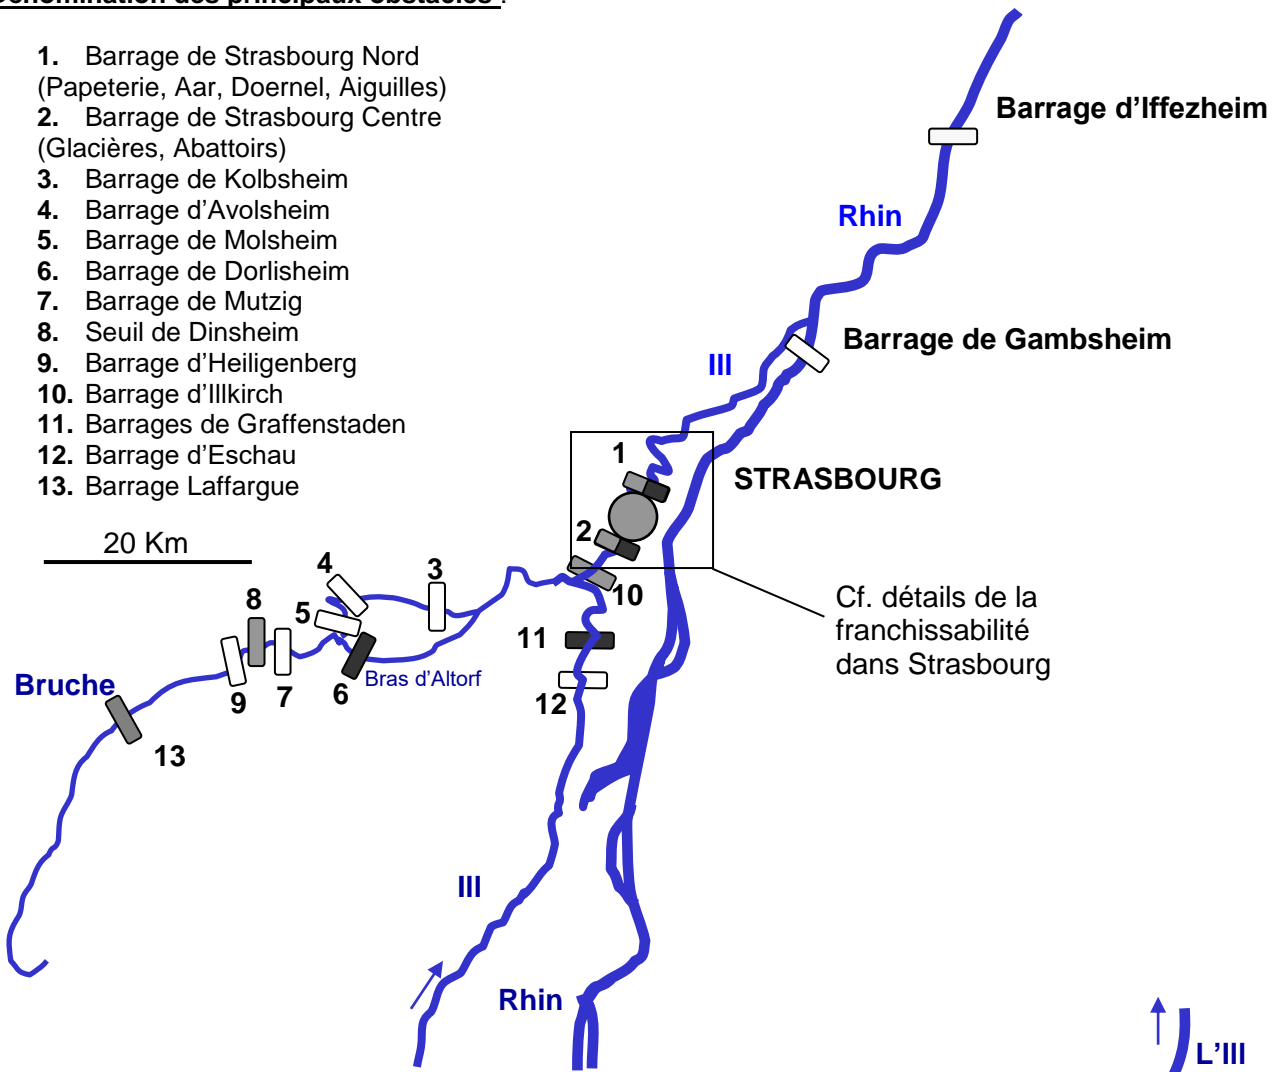 Dénomination des principaux obstacles :
1. Barrage de Strasbourg Nord
(Papeterie, Aar, Doernel, Aiguilles)
2. Barrage de Strasbourg Centre
(Glacières, Abattoirs)
3. Barrage de Kolbsheim
4. Barrage d’Avolsheim
5. Barrage de Molsheim
6. Barrage de Dorlisheim
7. Barrage de Mutzig
8. Seuil de Dinsheim
9. Barrage d’Heiligenberg
10. Barrage d’Illkirch
11. Barrages de Graffenstaden
12. Barrage d’Eschau
13. Barrage Laffargue
20 Km
Barrage d’Iffezheim
Rhin
Barrage de Gambsheim
Ill
1
STRASBOURG
2
10
Cf. détails de la
franchissabilité
dans Strasbourg
4
3
5
8
11
6
Bras d’Altorf
Bruche
9
7
12
13
Ill
Rhin
L’Ill